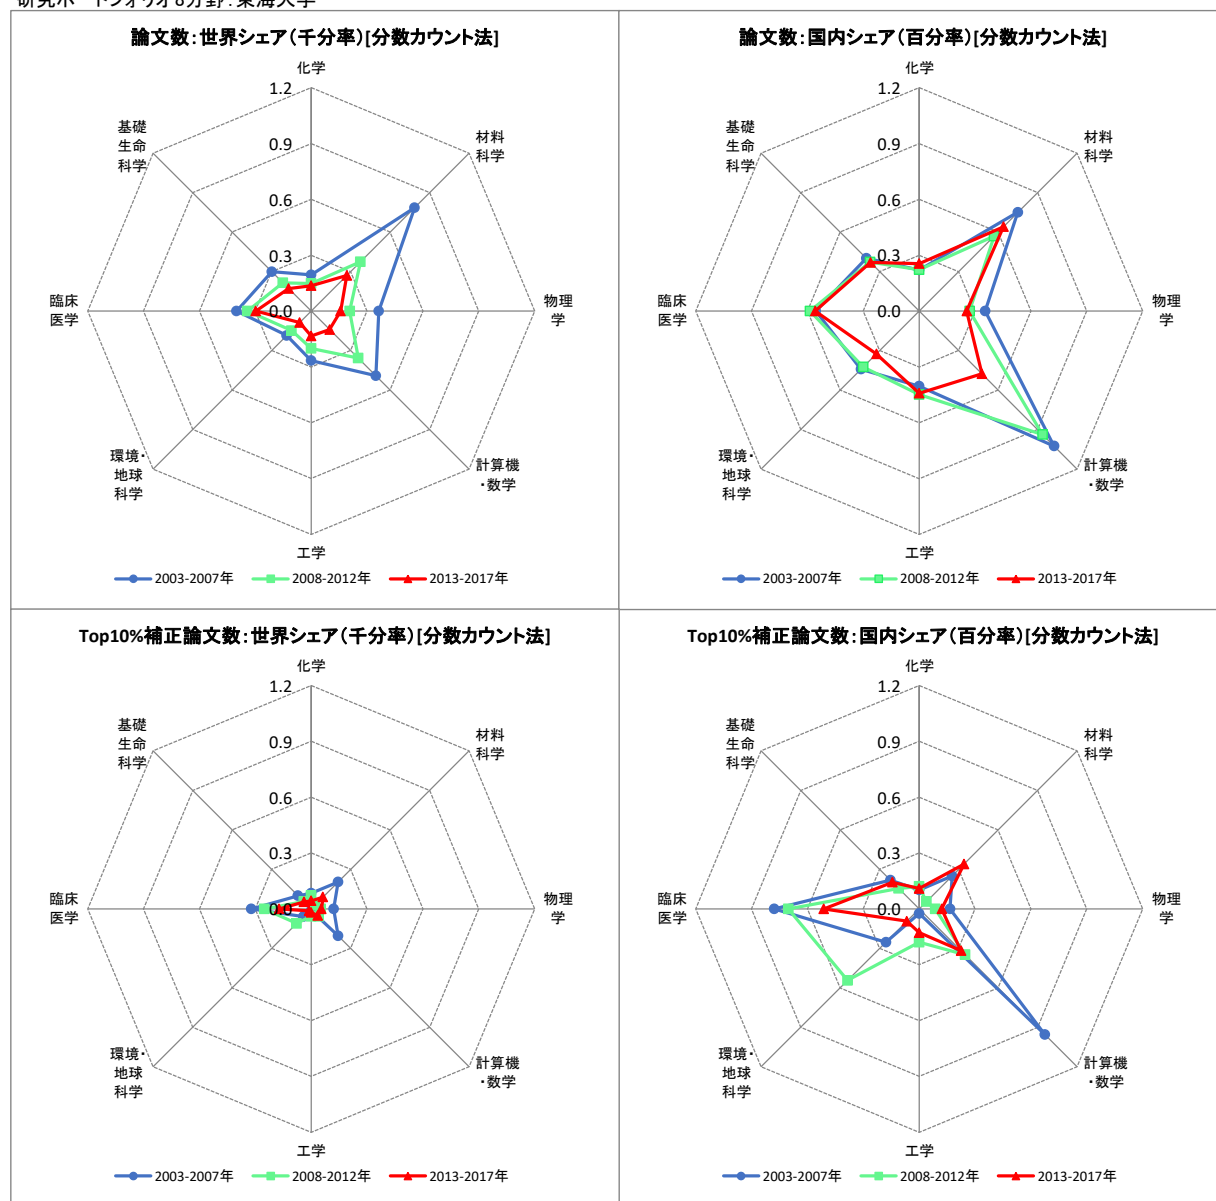 研究ポートフォリオ8分野:東海大学
論文数:世界シェア(千分率)[分数カウント法]
化学
1.2
0.9
0.6
0.3
0.0
材料
科学
物理
学
計算機
・数学
工学
環境・
地球
科学
臨床
医学
基礎
生命
科学
2003-2007年
2008-2012年
2013-2017年
論文数:国内シェア(百分率)[分数カウント法]
化学
1.2
0.9
0.6
0.3
0.0
材料
科学
物理
学
計算機
・数学
工学
環境・
地球
科学
臨床
医学
基礎
生命
科学
2003-2007年
2008-2012年
2013-2017年
Top10%補正論文数:世界シェア(千分率)[分数カウント法]
化学
1.2
0.9
0.6
0.3
0.0
材料
科学
物理
学
計算機
・数学
工学
環境・
地球
科学
臨床
医学
基礎
生命
科学
2003-2007年
2008-2012年
2013-2017年
Top10%補正論文数:国内シェア(百分率)[分数カウント法]
化学
1.2
0.9
0.6
0.3
0.0
材料
科学
物理
学
計算機
・数学
工学
環境・
地球
科学
臨床
医学
基礎
生命
科学
2003-2007年
2008-2012年
2013-2017年